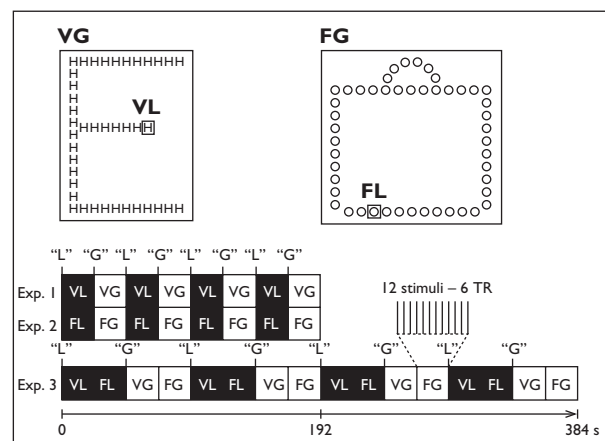 VG
FG
HHHHHHHHHHH
H
H
H
H
VL
H
HHHHHHH
H
H
H
H
H
H
HHHHHHHHHHH
FL
"L" "G" "L" "G" "L" "G" "L" "G"
12 stimuli – 6 TR
Exp. 1 VL VG VL VG VL VG VL VG
Exp. 2 FL FG FL FG FL FG FL FG
"L" "G" "L" "G" "L" "G" "L" "G"
Exp. 3 VL FL VG FG VL FL VG FG VL FL VG FG VL FL VG FG
0 192 384 s